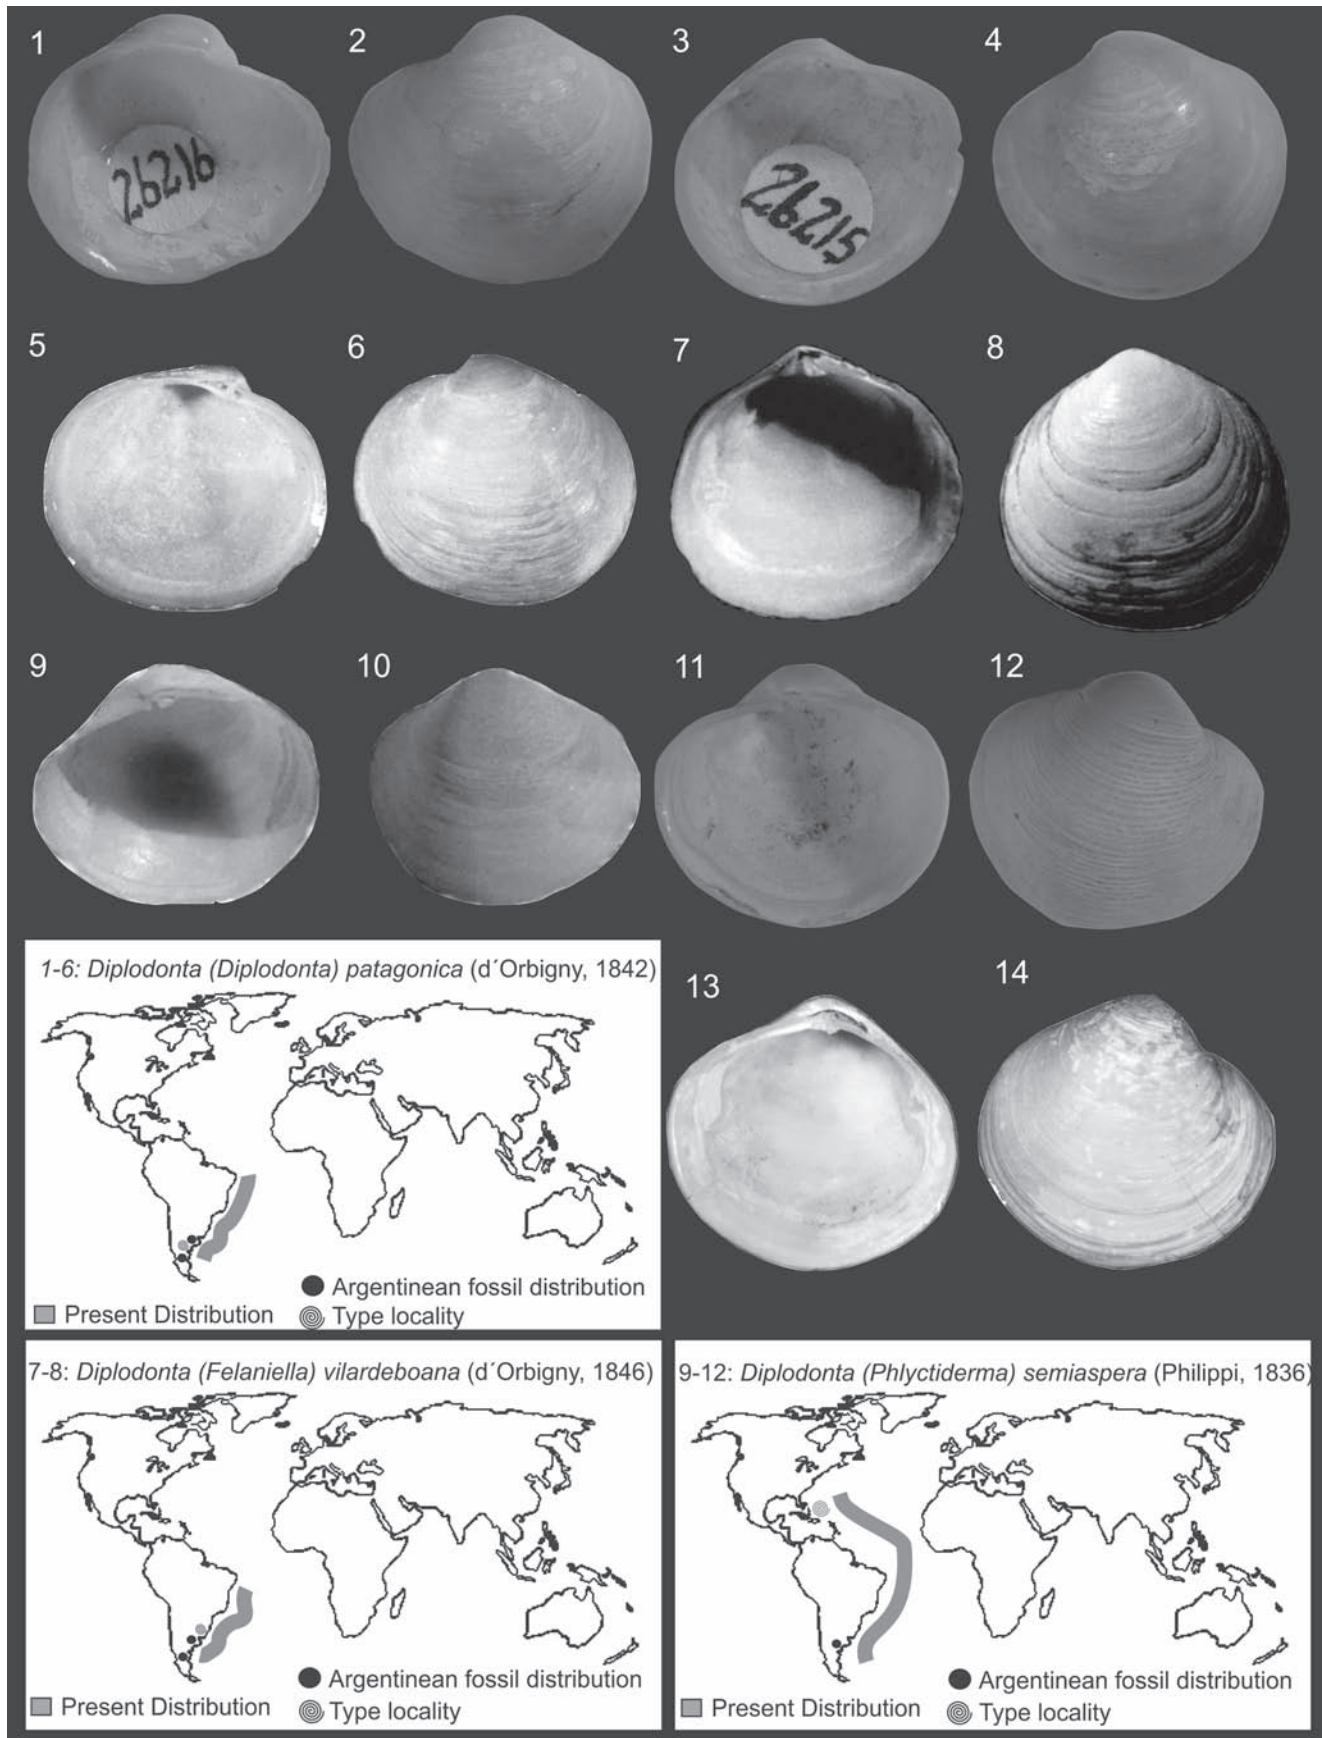 1
2
3
4
26216
26215
5
6
7
8
9
10
11
12
1-6: Diplodonta (Diplodonta) patagonica (d´Orbigny, 1842)
Argentinean fossil distribution
Present Distribution
Type locality
13
14
7-8: Diplodonta (Felaniella) vilardeboana (d´Orbigny, 1846)
Argentinean fossil distribution
Present Distribution
Type locality
9-12: Diplodonta (Phlyctiderma) semiaspera (Philippi, 1836)
Argentinean fossil distribution
Present Distribution
Type locality